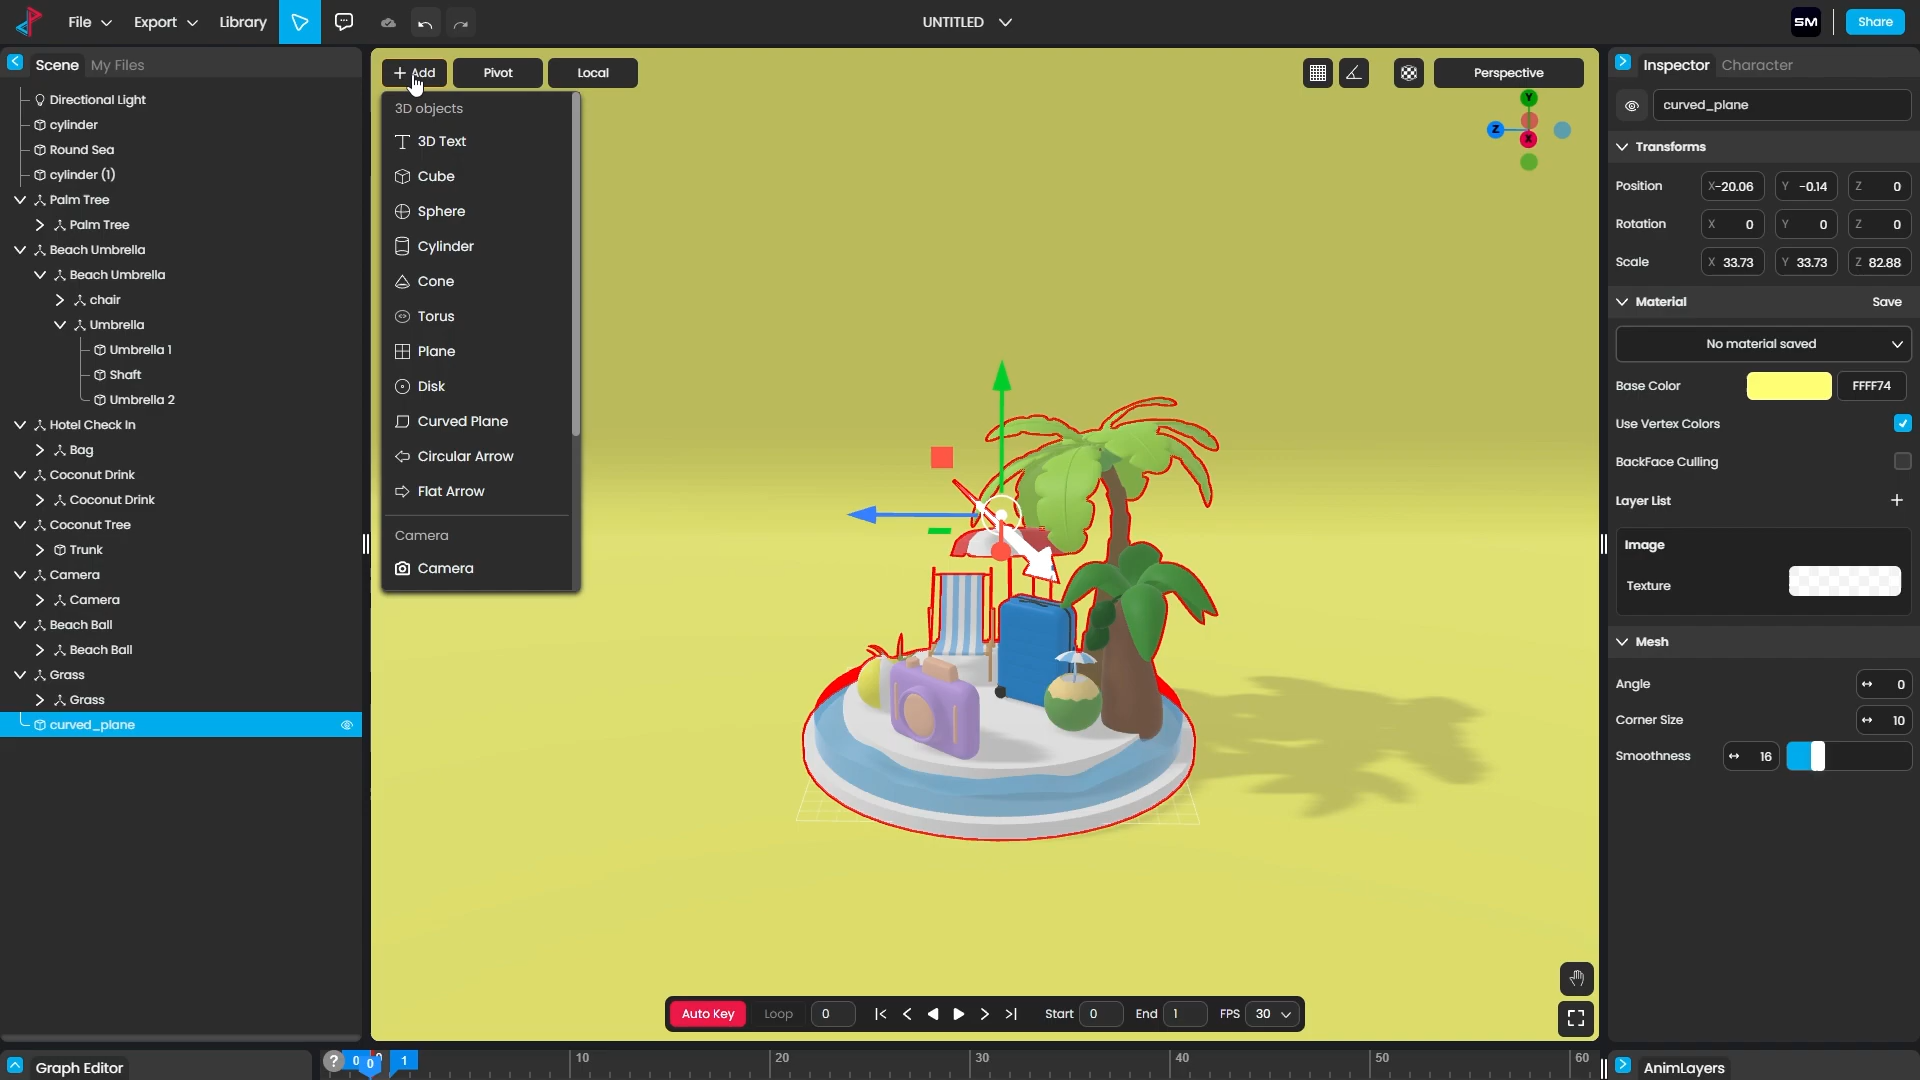 File
Export
Library
UNTITLED
SM
Share
Scene
My Files
Directional Light
cylinder
Round Sea
cylinder (1)
Palm Tree
Palm Tree
Beach Umbrella
Beach Umbrella
chair
Umbrella
Umbrella 1
Shaft
Umbrella 2
Hotel Check In
Bag
Coconut Drink
Coconut Drink
Coconut Tree
Trunk
Camera
Camera
Beach Ball
Beach Ball
Grass
Grass
curved_plane
+ Add
Pivot
Local
Perspective
3D objects
3D Text
Cube
Sphere
Cylinder
Cone
Torus
Plane
Disk
Curved Plane
Circular Arrow
Flat Arrow
Camera
Camera
Y
Z
X
Inspector
Character
curved_plane
Transforms
Position X -20.06 Y -0.14 Z 0
Rotation X 0 Y 0 Z 0
Scale X 33.73 Y 33.73 Z 82.88
Material
Save
No material saved
Base Color
FFFF74
Use Vertex Colors
BackFace Culling
Layer List
Image
Texture
Mesh
Angle 0
Corner Size 10
Smoothness 16
Auto Key
Loop
0
Start 0
End 1
FPS 30
Graph Editor
?
0
0
1
10
20
30
40
50
60
AnimLayers